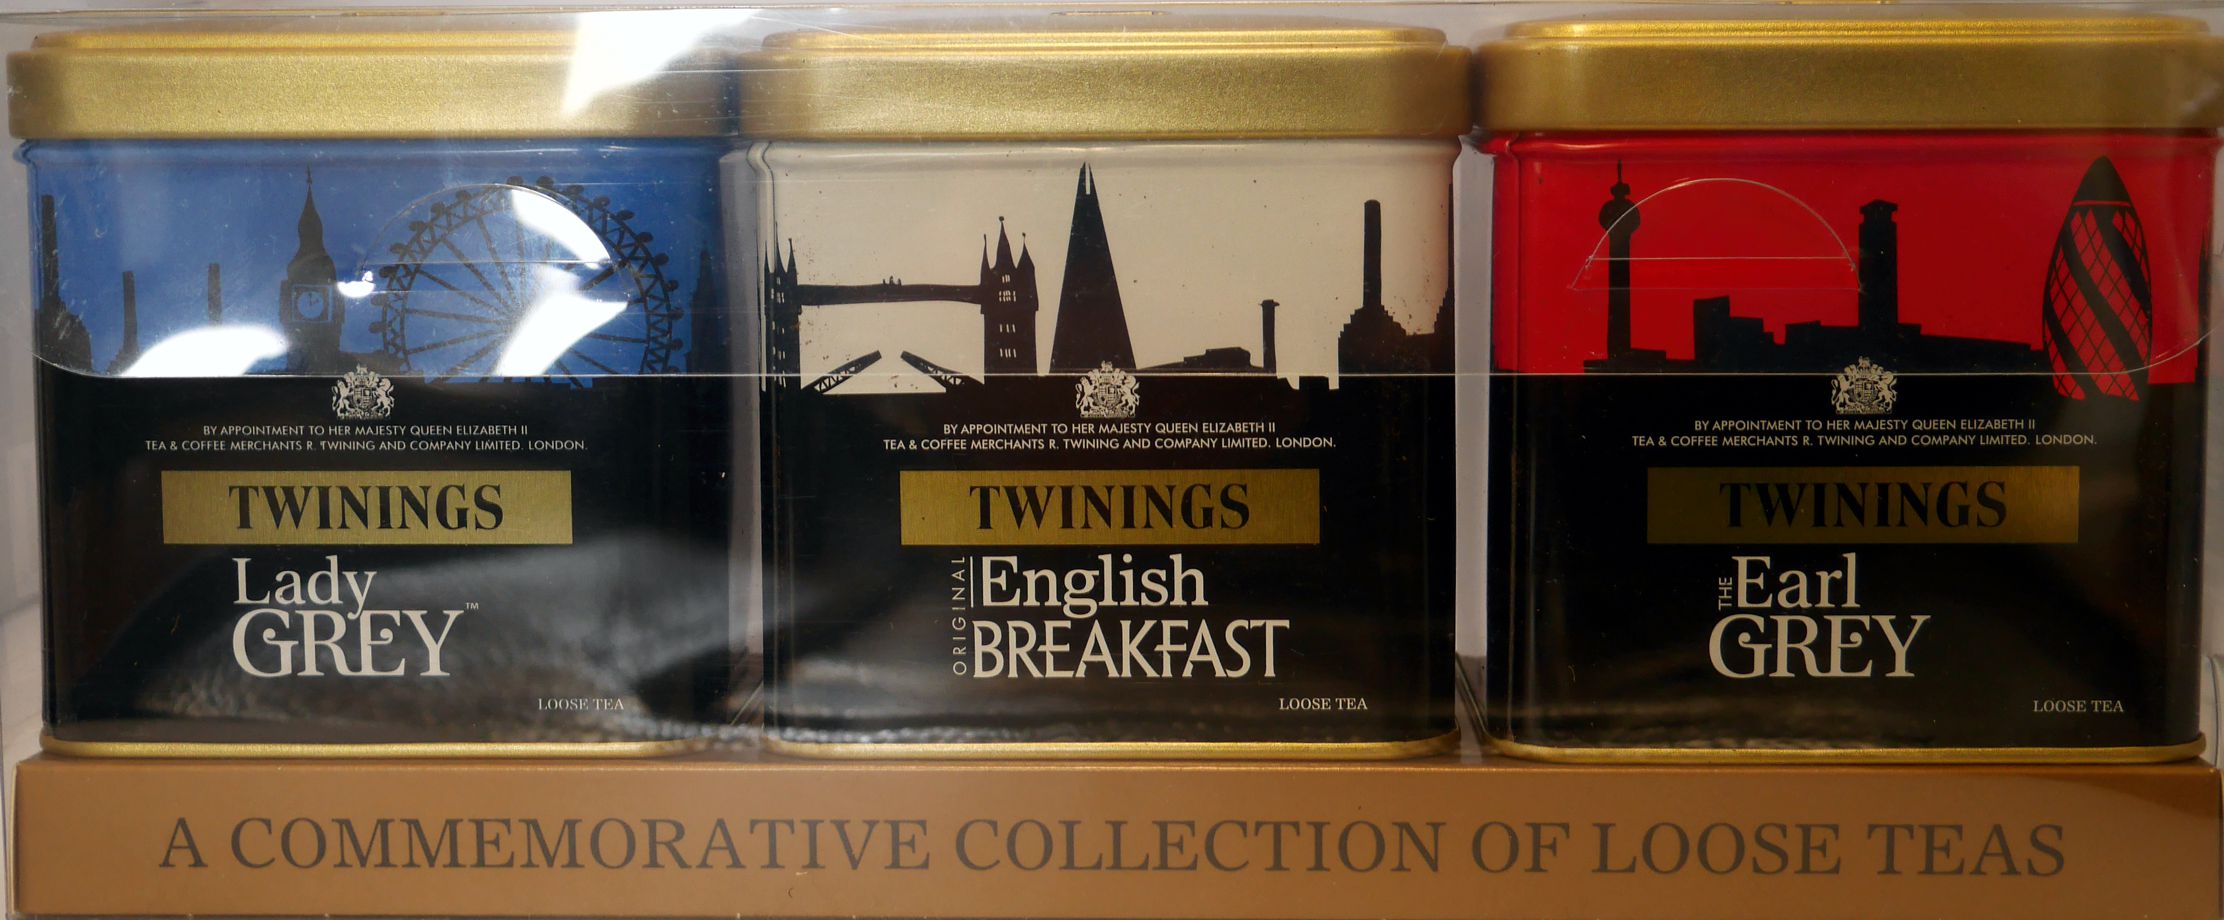 BY APPOINTMENT TO HER MAJESTY QUEEN ELIZABETH II
TEA & COFFEE MERCHANTS R. TWINING AND COMPANY LIMITED. LONDON.
TWININGS
Lady
GREY™
LOOSE TEA
BY APPOINTMENT TO HER MAJESTY QUEEN ELIZABETH II
TEA & COFFEE MERCHANTS R. TWINING AND COMPANY LIMITED. LONDON.
TWININGS
ORIGINAL
English
BREAKFAST
LOOSE TEA
BY APPOINTMENT TO HER MAJESTY QUEEN ELIZABETH II
TEA & COFFEE MERCHANTS R. TWINING AND COMPANY LIMITED. LONDON.
TWININGS
THE
Earl
GREY
LOOSE TEA
A COMMEMORATIVE COLLECTION OF LOOSE TEAS